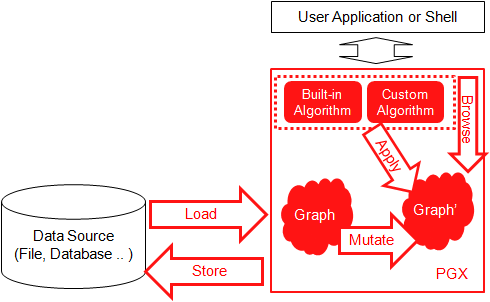 User Application or Shell
Built-in
Algorithm
Custom
Algorithm
Browse
Apply
Graph
Graph'
Mutate
Load
Store
Data Source
(File, Database .. )
PGX